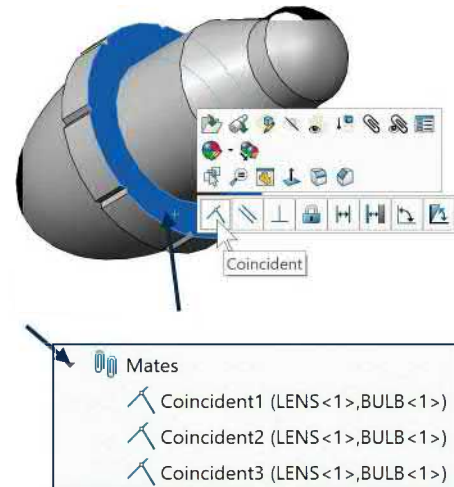 Coincident
Mates
Coincident1 (LENS<1>,BULB<1>)
Coincident2 (LENS<1>,BULB<1>)
Coincident3 (LENS<1>,BULB<1>)